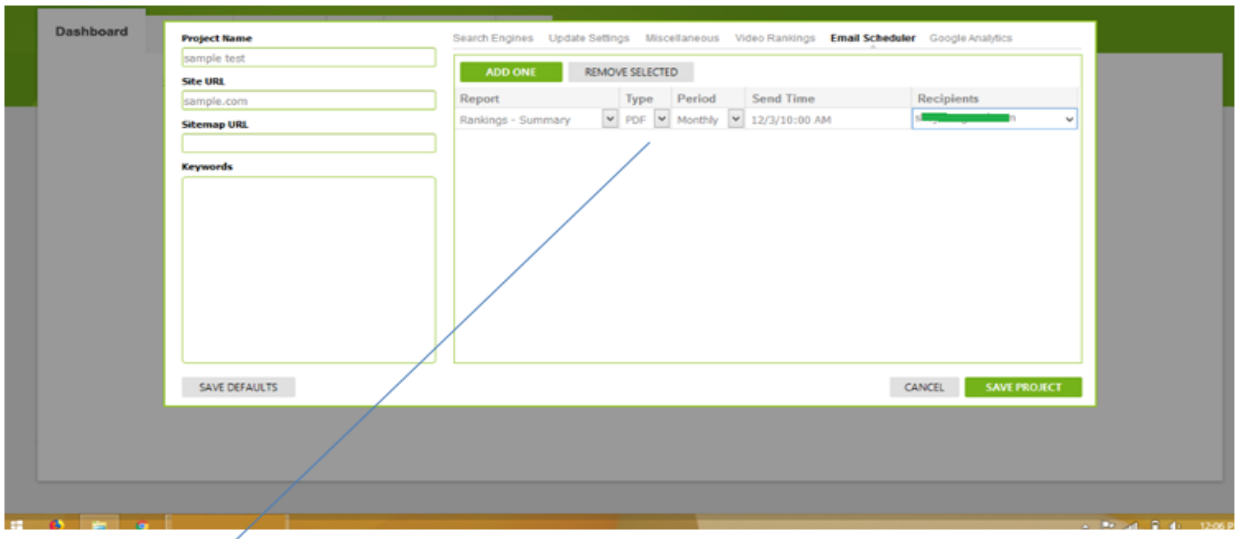 Dashboard
Project Name
sample test
Site URL
sample.com
Sitemap URL
Keywords
SAVE DEFAULTS
Search Engines Update Settings Miscellaneous Video Rankings Email Scheduler Google Analytics
ADD ONE REMOVE SELECTED
Report Type Period Send Time Recipients
Rankings - Summary PDF Monthly 12/3/10:00 AM
CANCEL SAVE PROJECT
12:06 P